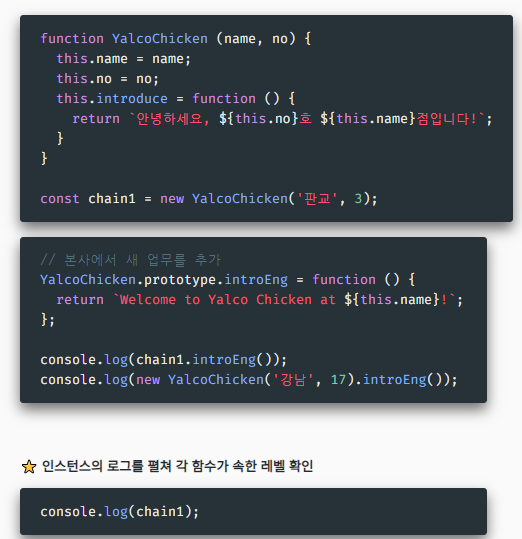 function YalcoChicken (name, no) {
  this.name = name;
  this.no = no;
  this.introduce = function () {
    return `안녕하세요, ${this.no}호 ${this.name}점입니다!`;
  }
}

const chain1 = new YalcoChicken('판교', 3);

// 본사에서 새 업무를 추가
YalcoChicken.prototype.introEng = function () {
  return `Welcome to Yalco Chicken at ${this.name}!`;
};

console.log(chain1.introEng());
console.log(new YalcoChicken('강남', 17).introEng());

⭐ 인스턴스의 로그를 펼쳐 각 함수가 속한 레벨 확인

console.log(chain1);